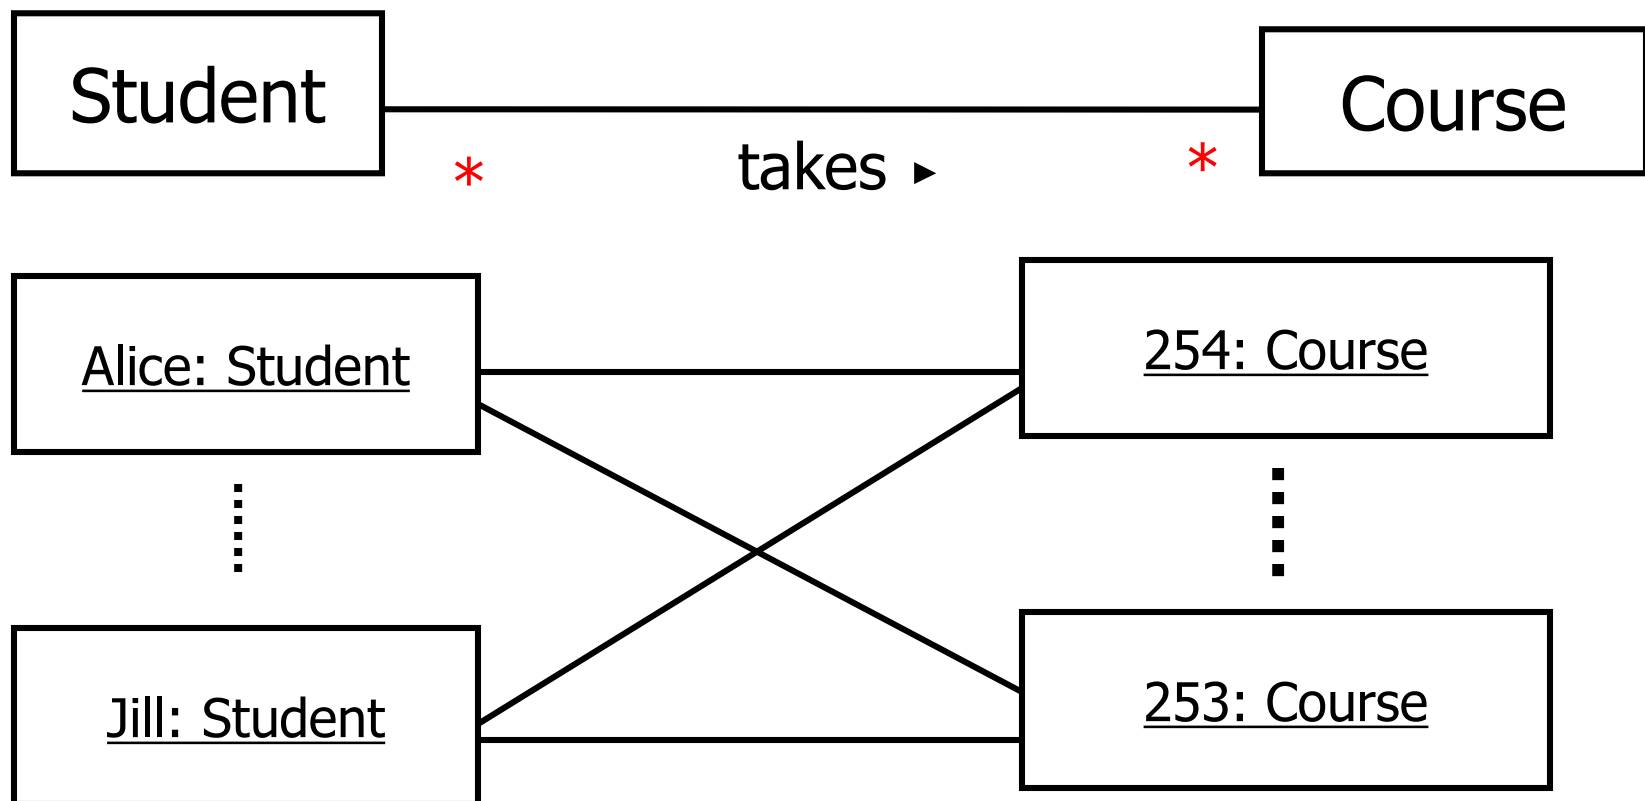 Student
Course
* takes ► *
Alice: Student
254: Course
Jill: Student
253: Course